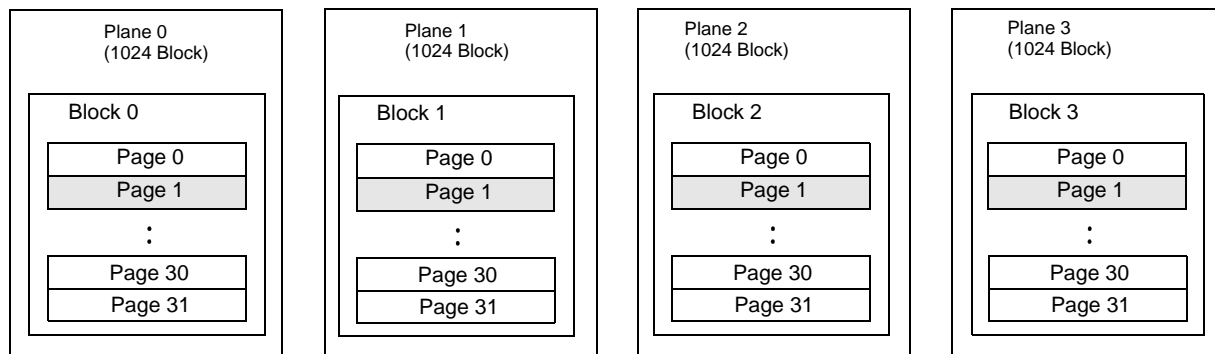 Plane 0
(1024 Block)
Block 0
Page 0
Page 1
Page 30
Page 31
Plane 1
(1024 Block)
Block 1
Page 0
Page 1
Page 30
Page 31
Plane 2
(1024 Block)
Block 2
Page 0
Page 1
Page 30
Page 31
Plane 3
(1024 Block)
Block 3
Page 0
Page 1
Page 30
Page 31